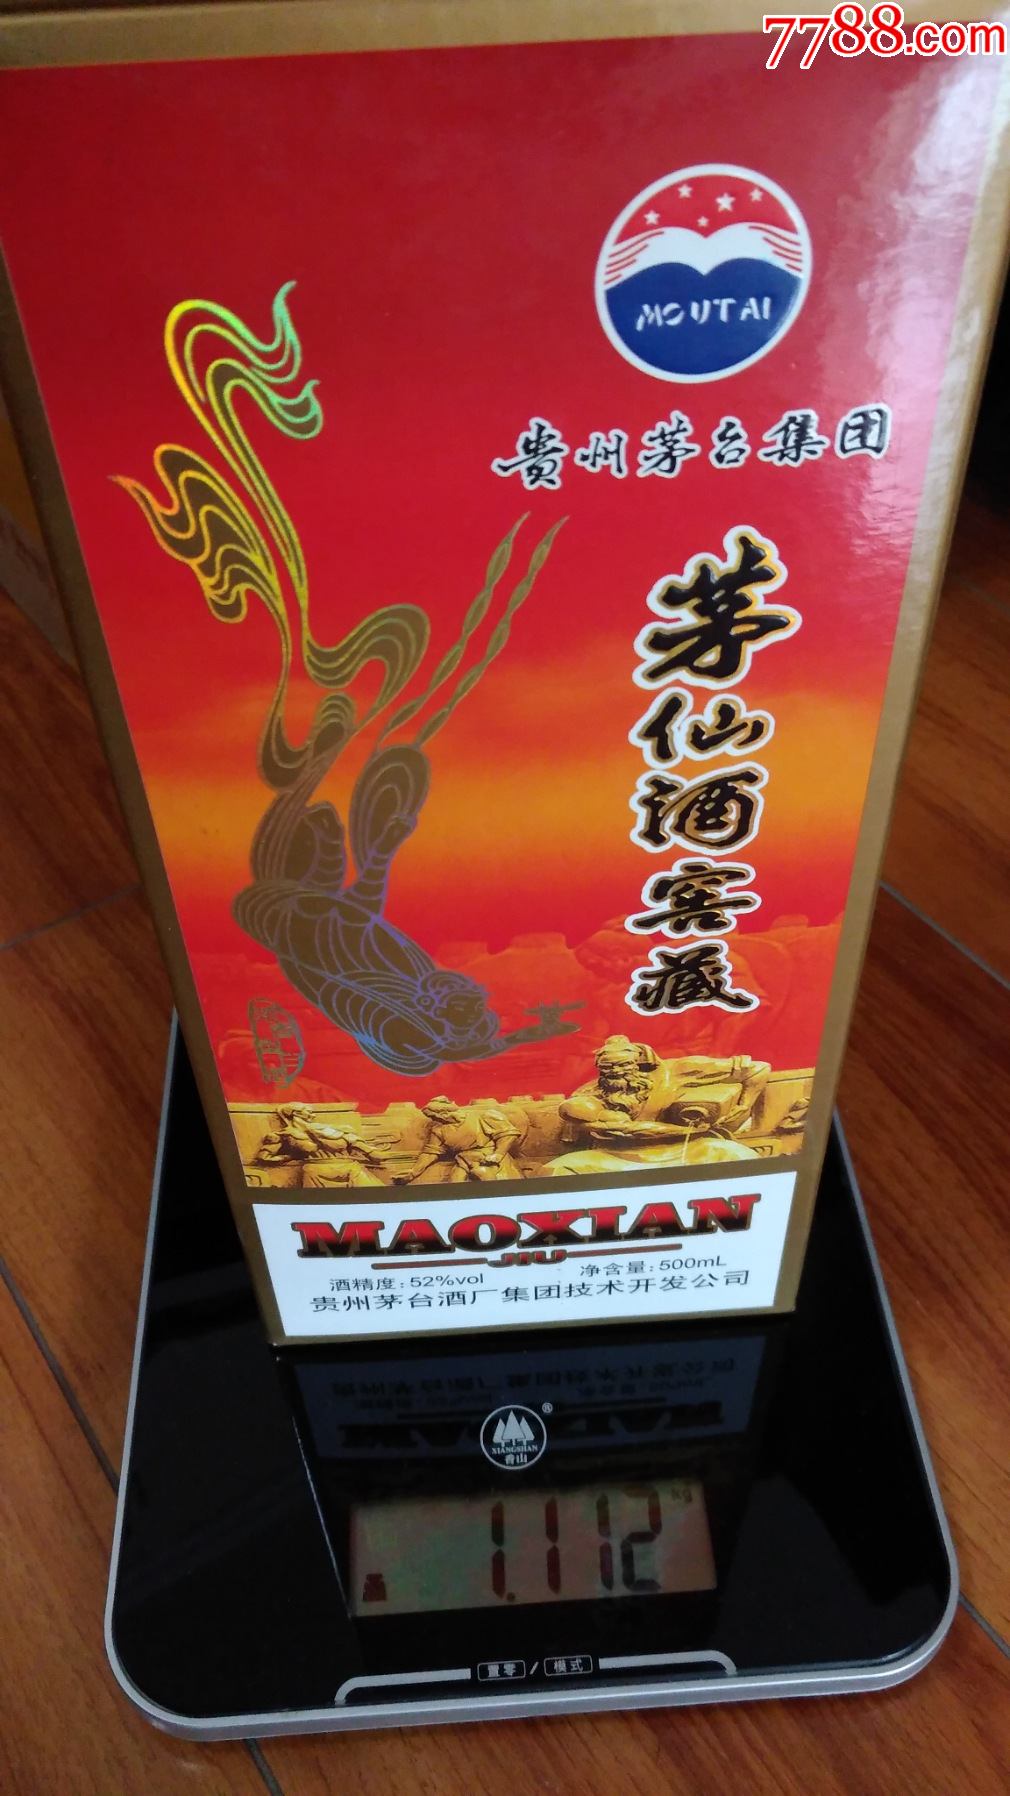 7788.com
MOUTAI
贵州茅台集团
茅仙酒窖藏
MAOXIAN
JIU
酒精度:52%vol 净含量:500mL
贵州茅台酒厂集团技术开发公司
®
XIANGSHAN
香山
1.112 kg
置零/模式